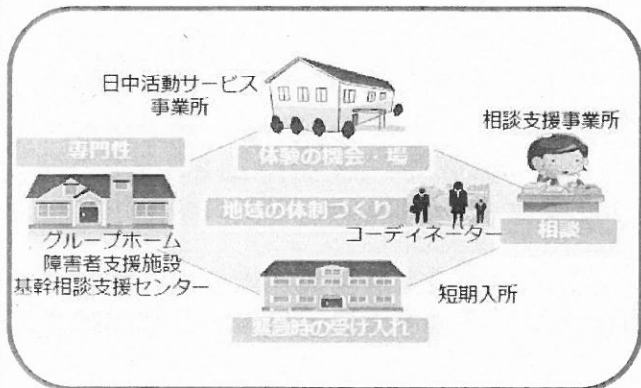 日中活動サービス
事業所
相談支援事業所
専門性
体験の機会・場
地域の体制づくり
コーディネーター
相談
グループホーム
障害者支援施設
基幹相談支援センター
短期入所
緊急時の受け入れ